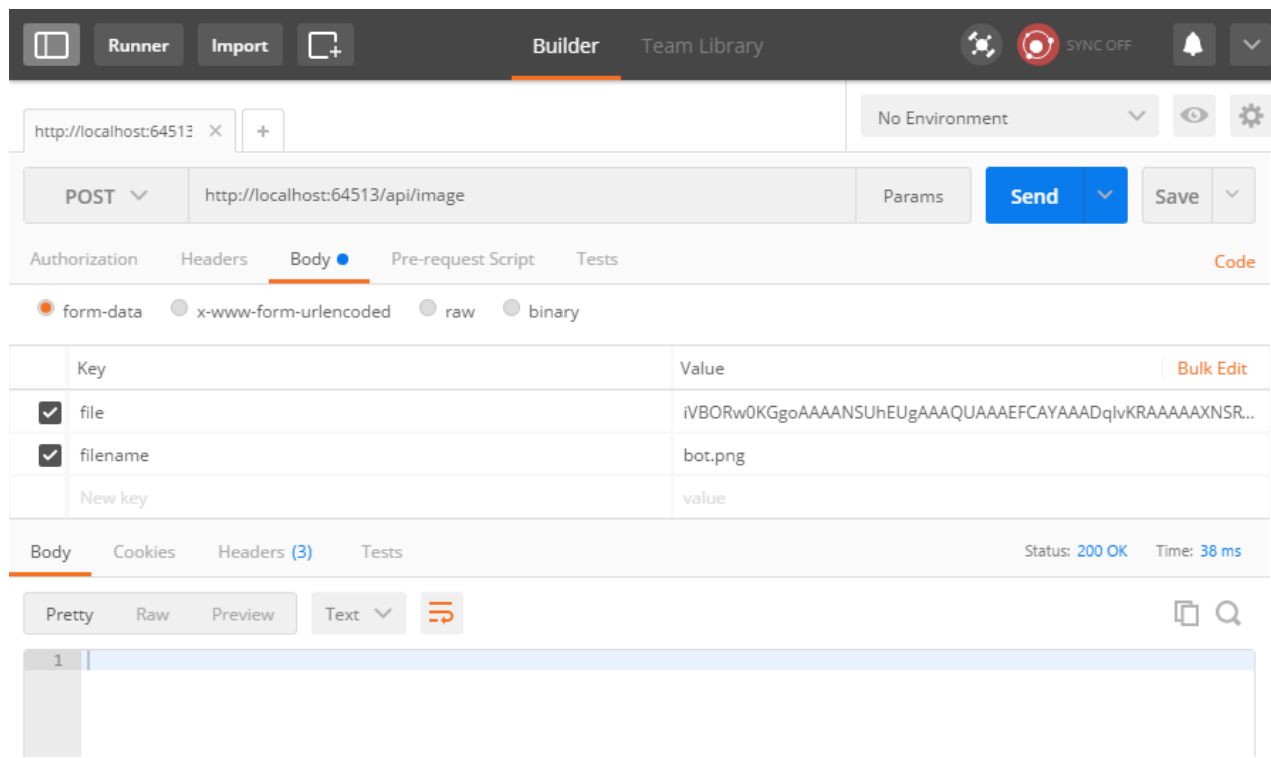 Runner Import Builder Team Library SYNC OFF
http://localhost:64513 No Environment
POST http://localhost:64513/api/image Params Send Save
Authorization Headers Body Pre-request Script Tests Code
form-data x-www-form-urlencoded raw binary
Key Value Bulk Edit
file iVBORw0KGgoAAAANSUhEUgAAAQUAAAEFCAYAAADqlvKRAAAAAXNSR...
filename bot.png
New key value
Body Cookies Headers (3) Tests Status: 200 OK Time: 38 ms
Pretty Raw Preview Text
1